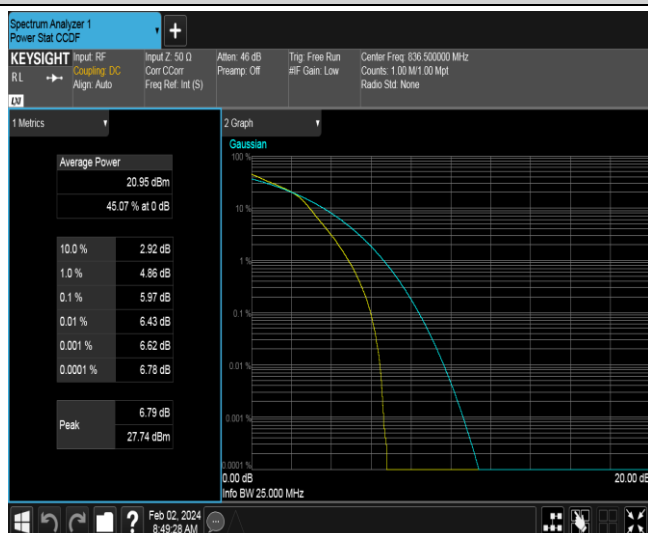 Spectrum Analyzer 1
Power Stat CCDF
KEYSIGHT
RL
LXI
Input: RF
Coupling: DC
Align: Auto
Input Z: 50 Ω
Corr CCorr
Freq Ref: Int (S)
Atten: 46 dB
Preamp: Off
Trig: Free Run
#IF Gain: Low
Center Freq: 836.500000 MHz
Counts: 1.00 M/1.00 Mpt
Radio Std: None
1 Metrics
Average Power
20.95 dBm
45.07 % at 0 dB
10.0 % 2.92 dB
1.0 % 4.86 dB
0.1 % 5.97 dB
0.01 % 6.43 dB
0.001 % 6.62 dB
0.0001 % 6.78 dB
Peak
6.79 dB
27.74 dBm
2 Graph
Gaussian
100 %
10 %
1 %
0.1 %
0.01 %
0.001 %
0.0001 %
0.00 dB
20.00 dB
Info BW 25.000 MHz
Feb 02, 2024
8:49:28 AM